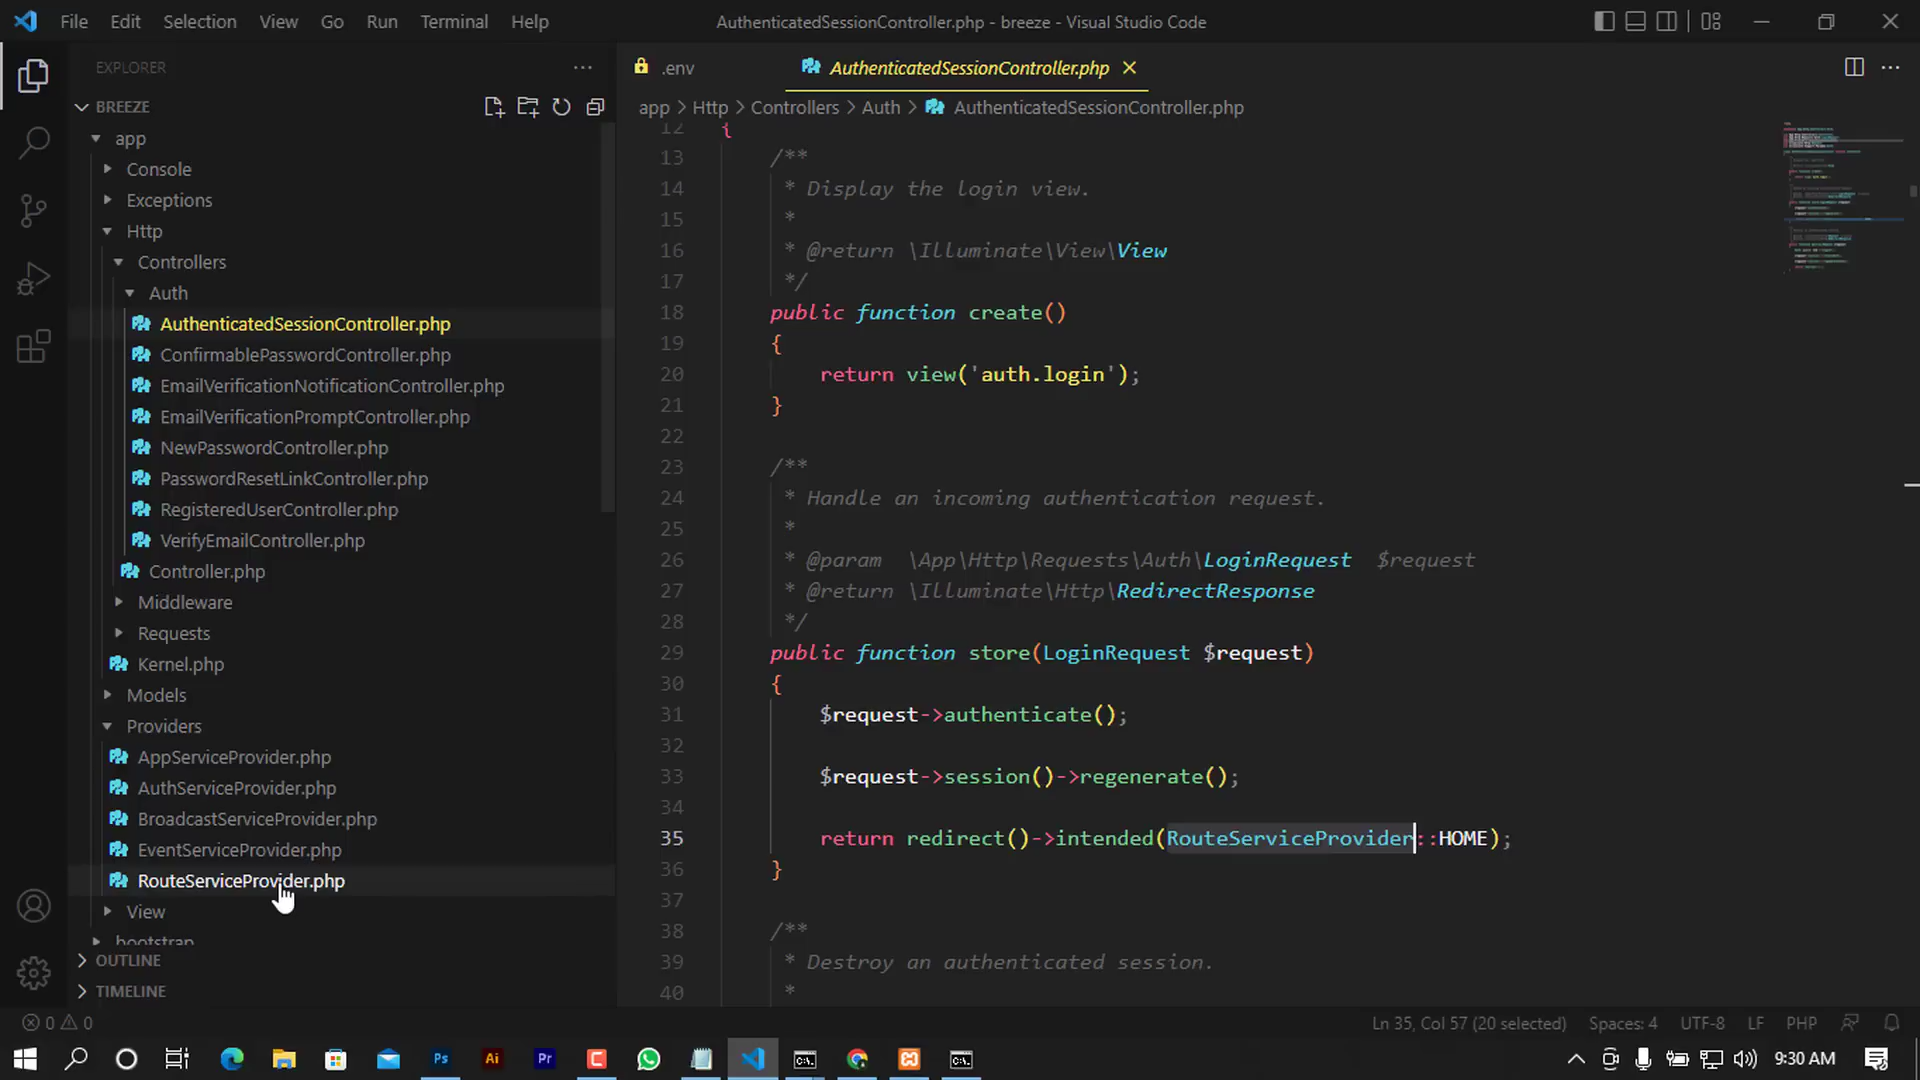 File Edit Selection View Go Run Terminal Help
AuthenticatedSessionController.php - breeze - Visual Studio Code
EXPLORER
BREEZE
app
Console
Exceptions
Http
Controllers
Auth
AuthenticatedSessionController.php
ConfirmablePasswordController.php
EmailVerificationNotificationController.php
EmailVerificationPromptController.php
NewPasswordController.php
PasswordResetLinkController.php
RegisteredUserController.php
VerifyEmailController.php
Controller.php
Middleware
Requests
Kernel.php
Models
Providers
AppServiceProvider.php
AuthServiceProvider.php
BroadcastServiceProvider.php
EventServiceProvider.php
RouteServiceProvider.php
View
bootstrap
OUTLINE
TIMELINE
.env
AuthenticatedSessionController.php
app > Http > Controllers > Auth > AuthenticatedSessionController.php
12 {
13 /**
14 * Display the login view.
15 *
16 * @return \Illuminate\View\View
17 */
18 public function create()
19 {
20 return view('auth.login');
21 }
22
23 /**
24 * Handle an incoming authentication request.
25 *
26 * @param \App\Http\Requests\Auth\LoginRequest $request
27 * @return \Illuminate\Http\RedirectResponse
28 */
29 public function store(LoginRequest $request)
30 {
31 $request->authenticate();
32
33 $request->session()->regenerate();
34
35 return redirect()->intended(RouteServiceProvider::HOME);
36 }
37
38 /**
39 * Destroy an authenticated session.
40 *
0 0
Ln 35, Col 57 (20 selected) Spaces: 4 UTF-8 LF PHP
Ps Ai Pr C
9:30 AM